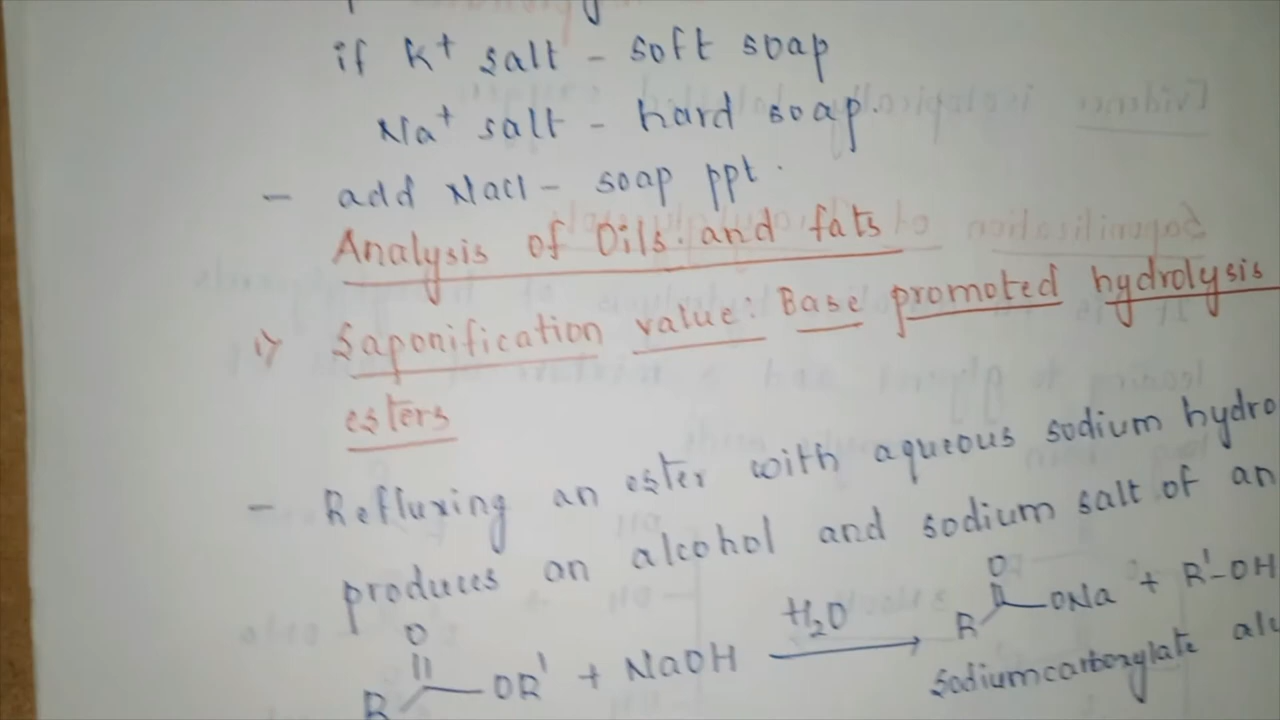 if K+ salt - soft soap
Na+ salt - hard soap.
- add NaCl - soap ppt.
Analysis of Oils and fats
1) Saponification value: Base promoted hydrolysis
esters
- Refluxing an ester with aqueous sodium hydro
produces an alcohol and sodium salt of an
O
R OR' + NaOH H2O R O ONa + R'-OH
sodiumcarboxylate alc